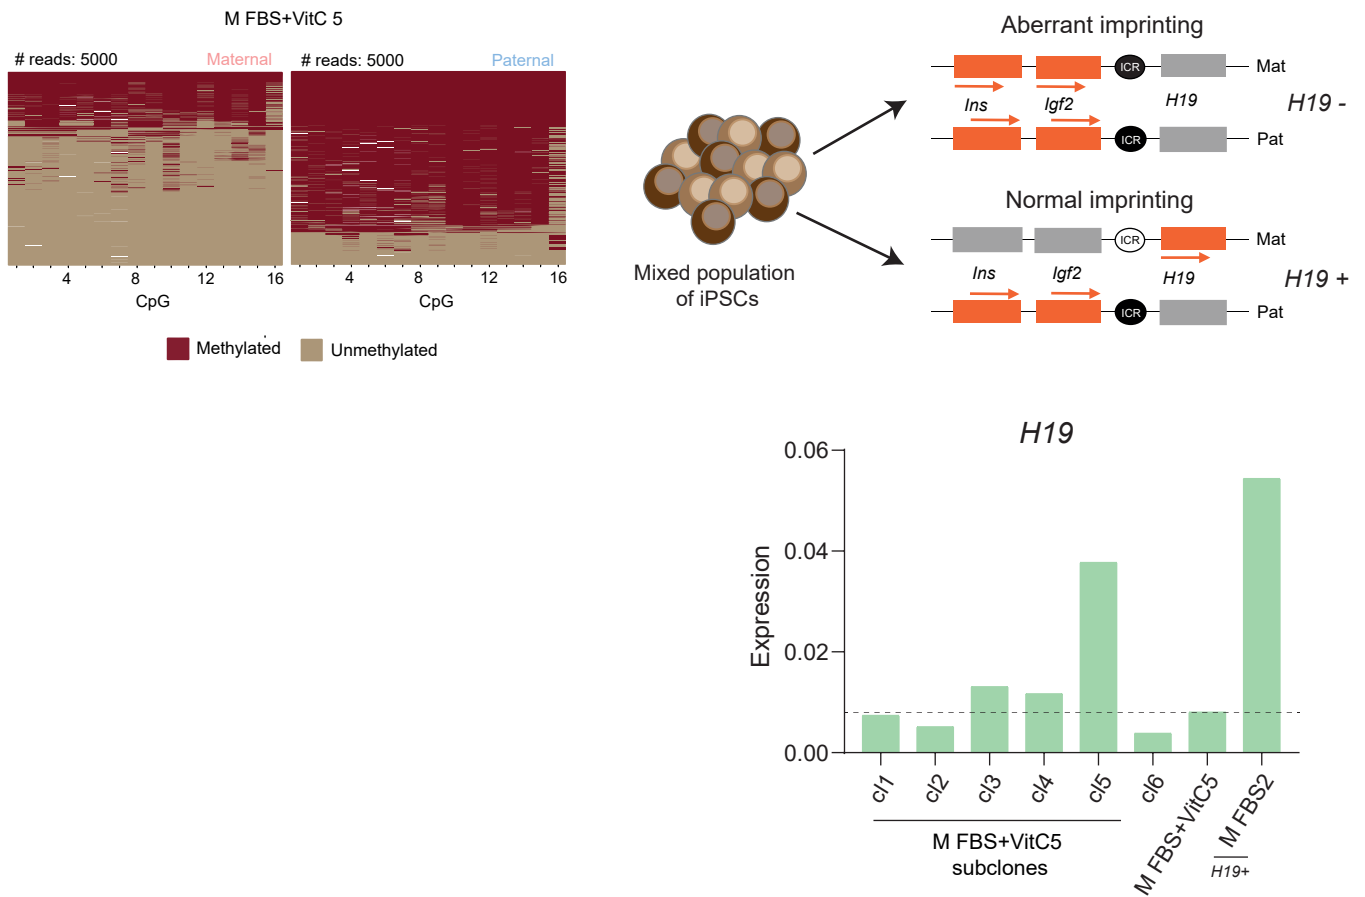 M FBS+VitC 5
# reads: 5000
Maternal
# reads: 5000
Paternal
4
8
12
16
CpG
4
8
12
16
CpG
Methylated
Unmethylated
Mixed population
of iPSCs
Aberrant imprinting
ICR
Mat
Ins
Igf2
H19
H19 -
ICR
Pat
Normal imprinting
ICR
Mat
Ins
Igf2
H19
H19 +
ICR
Pat
H19
Expression
0.06
0.04
0.02
0.00
cl1
cl2
cl3
cl4
cl5
cl6
M FBS+VitC5
M FBS2
M FBS+VitC5
subclones
H19+